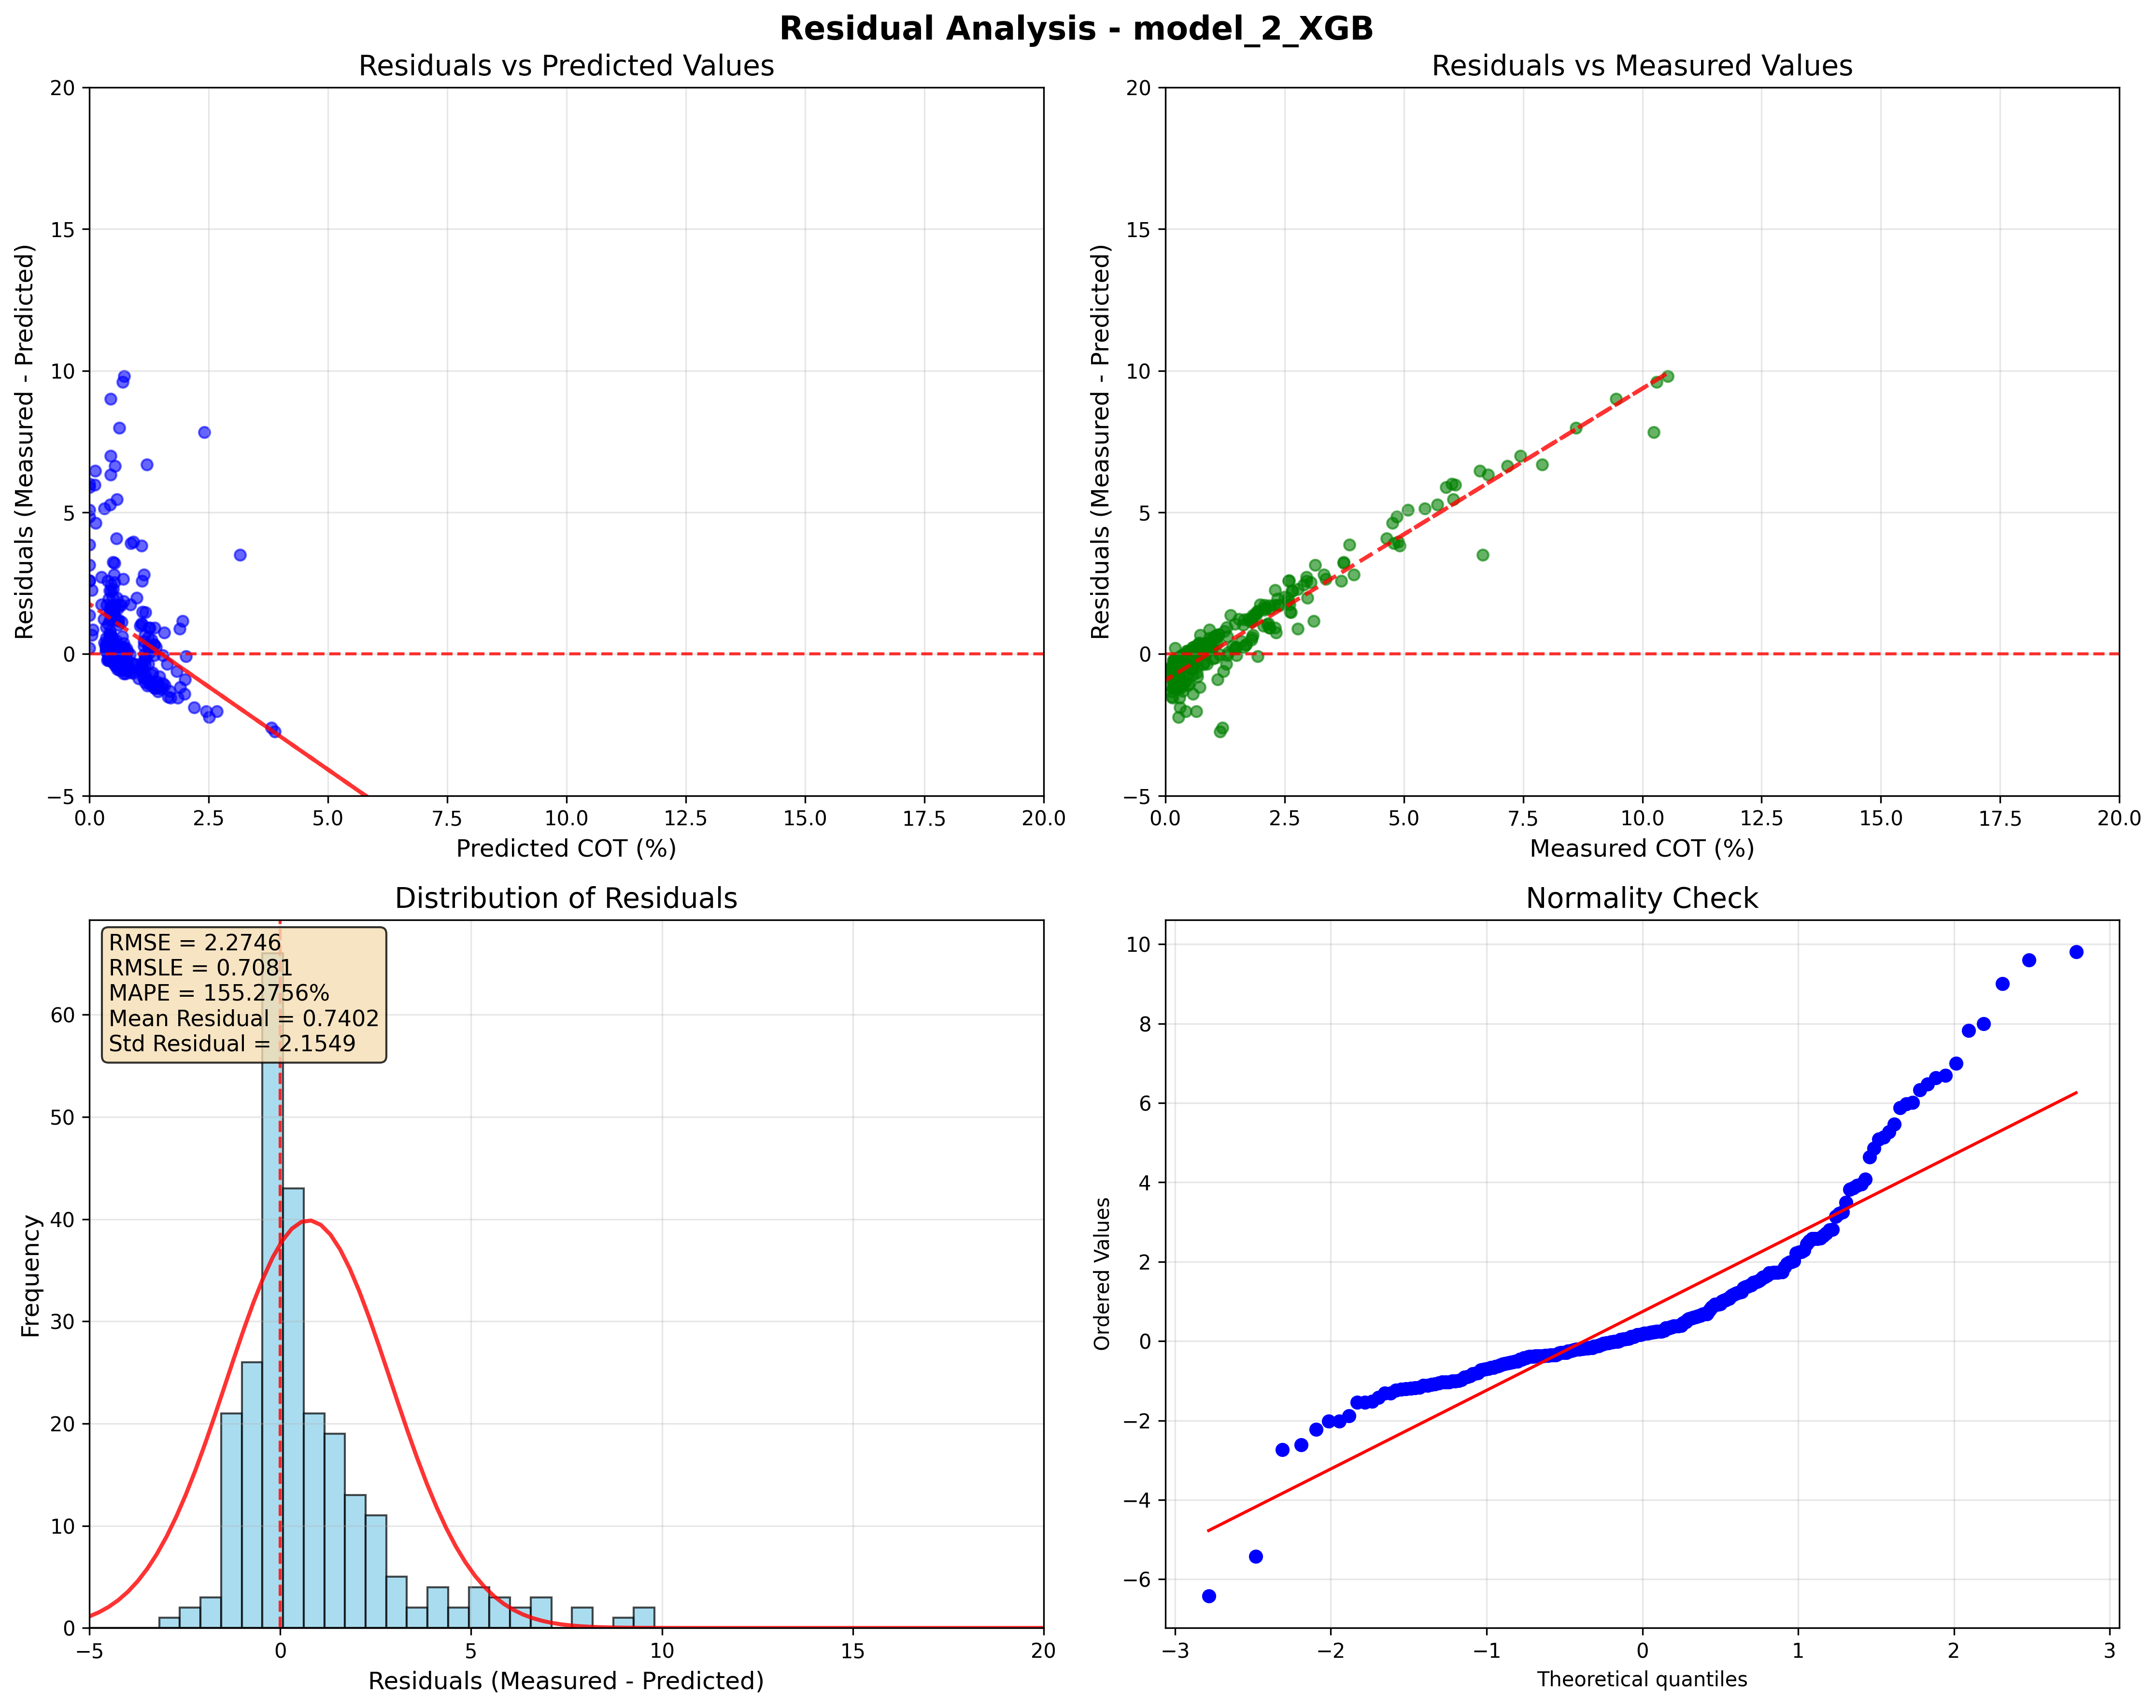 Residual Analysis - model_2_XGB
Residuals vs Predicted Values
20
15
10
5
0
−5
0.0 2.5 5.0 7.5 10.0 12.5 15.0 17.5 20.0
Predicted COT (%)
Residuals (Measured - Predicted)
Residuals vs Measured Values
20
15
10
5
0
−5
0.0 2.5 5.0 7.5 10.0 12.5 15.0 17.5 20.0
Measured COT (%)
Residuals (Measured - Predicted)
Distribution of Residuals
RMSE = 2.2746
RMSLE = 0.7081
MAPE = 155.2756%
Mean Residual = 0.7402
Std Residual = 2.1549
60
50
40
30
20
10
0
−5 0 5 10 15 20
Residuals (Measured - Predicted)
Frequency
Normality Check
10
8
6
4
2
0
−2
−4
−6
−3 −2 −1 0 1 2 3
Theoretical quantiles
Ordered Values